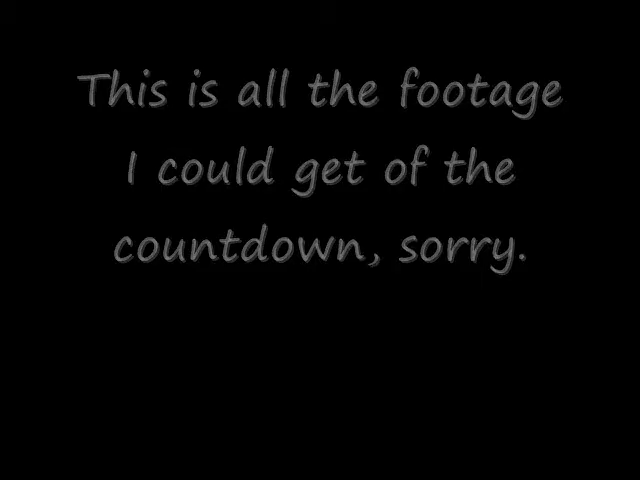 This is all the footage
I could get of the
countdown, sorry.